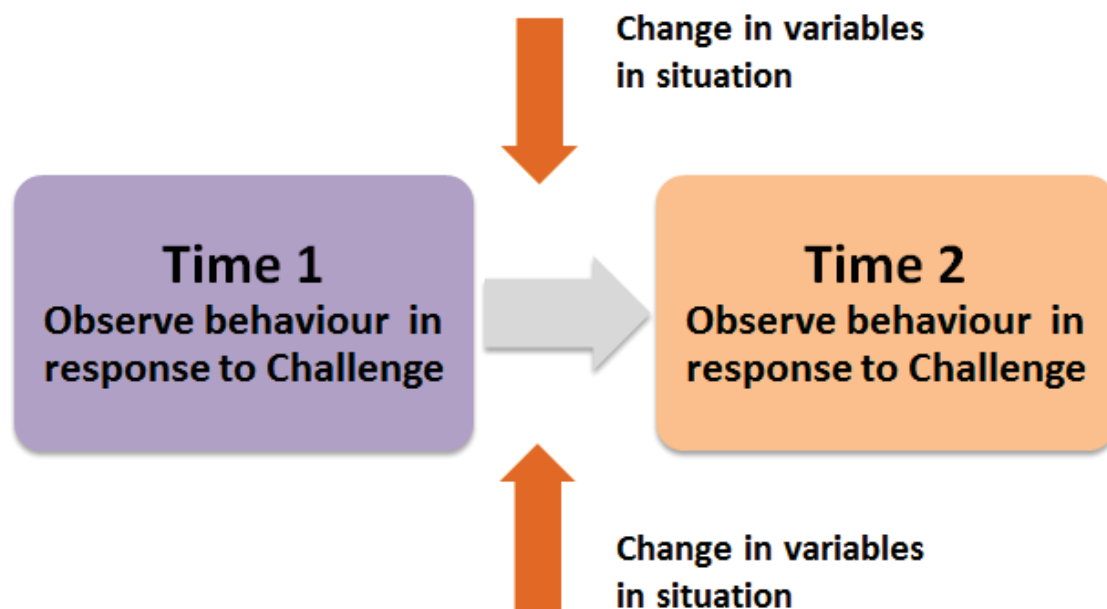 Change in variables
in situation
Time 1
Observe behaviour in
response to Challenge
Time 2
Observe behaviour in
response to Challenge
Change in variables
in situation